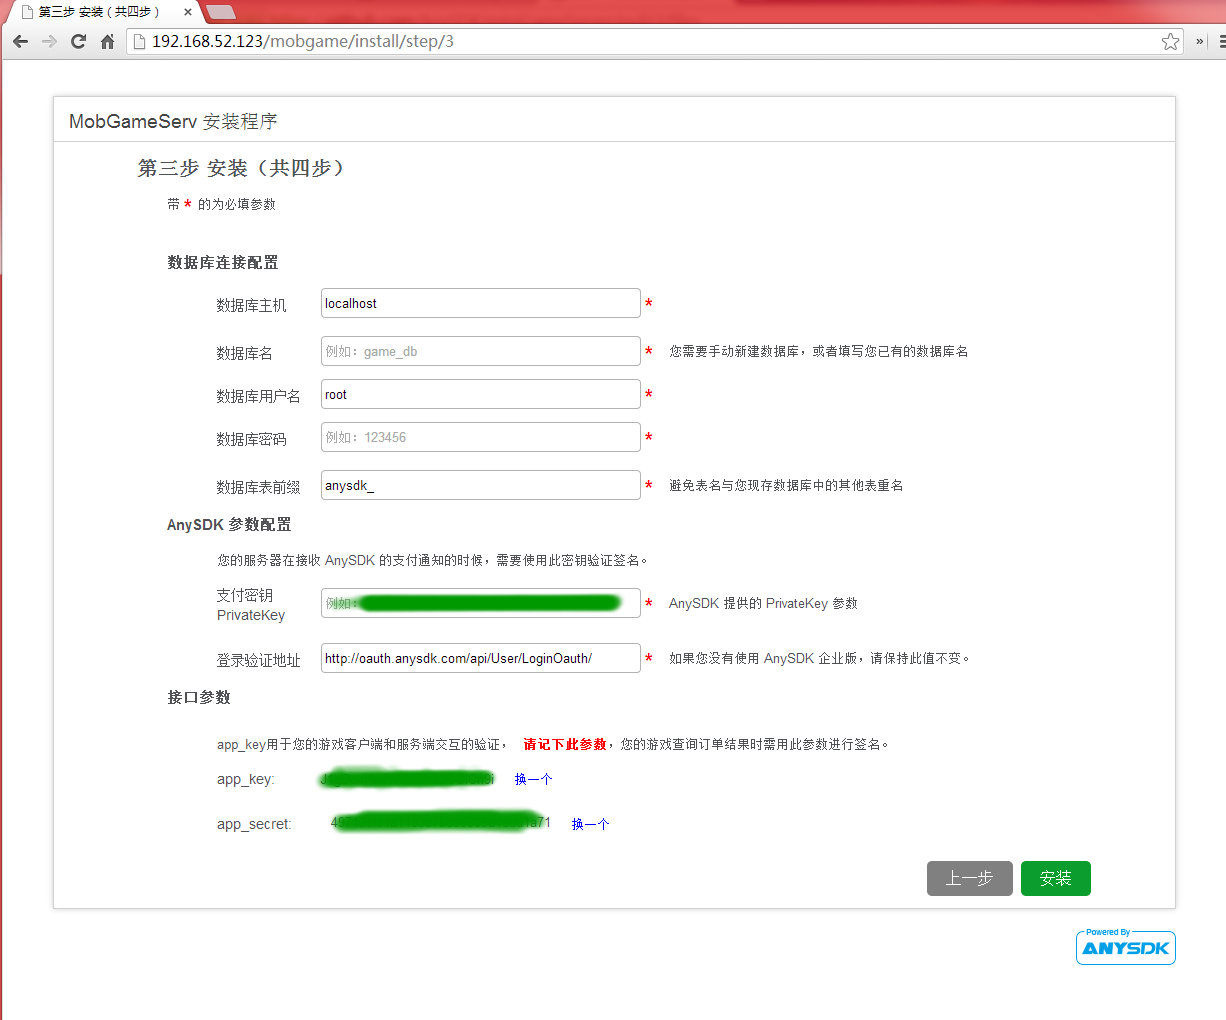 第三步 安装（共四步）
192.168.52.123/mobgame/install/step/3
MobGameServ 安装程序
第三步 安装（共四步）
带 * 的为必填参数
数据库连接配置
数据库主机 localhost *
数据库名 例如：game_db * 您需要手动新建数据库，或者填写您已有的数据库名
数据库用户名 root *
数据库密码 例如：123456 *
数据库表前缀 anysdk_ * 避免表名与您现存数据库中的其他表重名
AnySDK 参数配置
您的服务器在接收 AnySDK 的支付通知的时候，需要使用此密钥验证签名。
支付密钥
PrivateKey 例如： * AnySDK 提供的 PrivateKey 参数
登录验证地址 http://oauth.anysdk.com/api/User/LoginOauth/ * 如果您没有使用 AnySDK 企业版，请保持此值不变。
接口参数
app_key用于您的游戏客户端和服务端交互的验证， 请记下此参数，您的游戏查询订单结果时需用此参数进行签名。
app_key: 换一个
app_secret: 换一个
上一步 安装
Powered By
ANYSDK